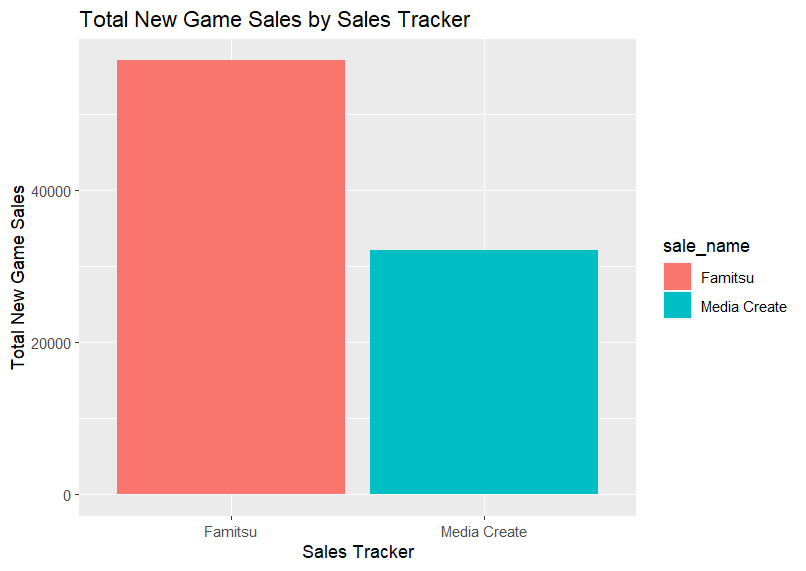 Total New Game Sales by Sales Tracker
Total New Game Sales
40000
20000
0
Famitsu
Media Create
Sales Tracker
sale_name
Famitsu
Media Create